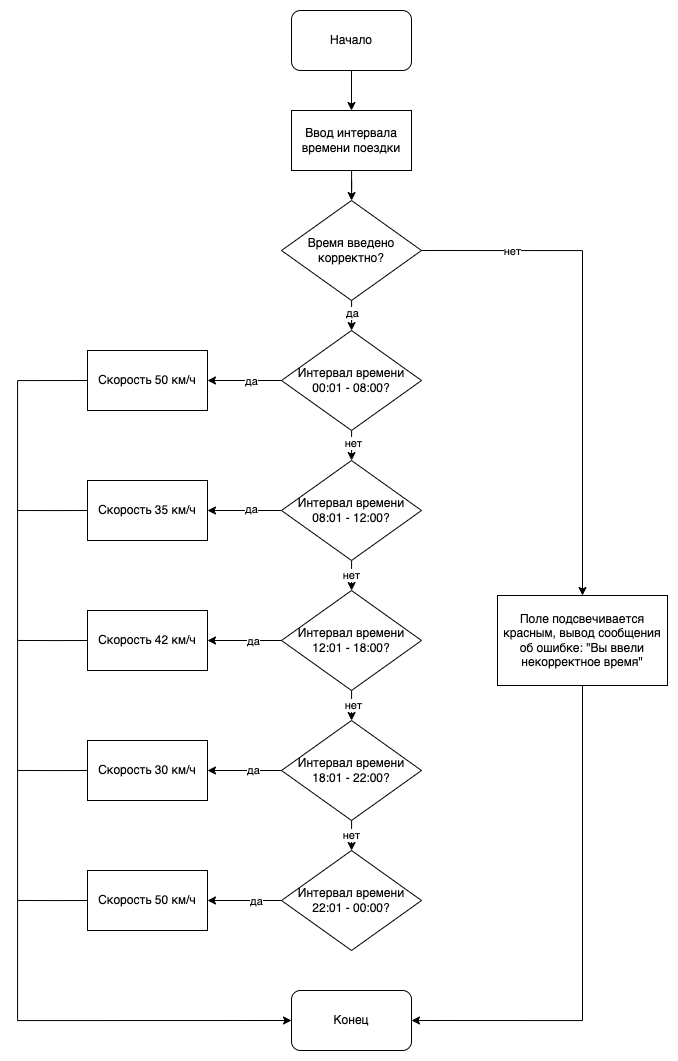 Начало
Ввод интервала
времени поездки
Время введено
корректно?
нет
да
Интервал времени
00:01 - 08:00?
да
Скорость 50 км/ч
нет
Интервал времени
08:01 - 12:00?
да
Скорость 35 км/ч
нет
Интервал времени
12:01 - 18:00?
да
Скорость 42 км/ч
Поле подсвечивается
красным, вывод сообщения
об ошибке: "Вы ввели
некорректное время"
нет
Интервал времени
18:01 - 22:00?
да
Скорость 30 км/ч
нет
Интервал времени
22:01 - 00:00?
да
Скорость 50 км/ч
Конец